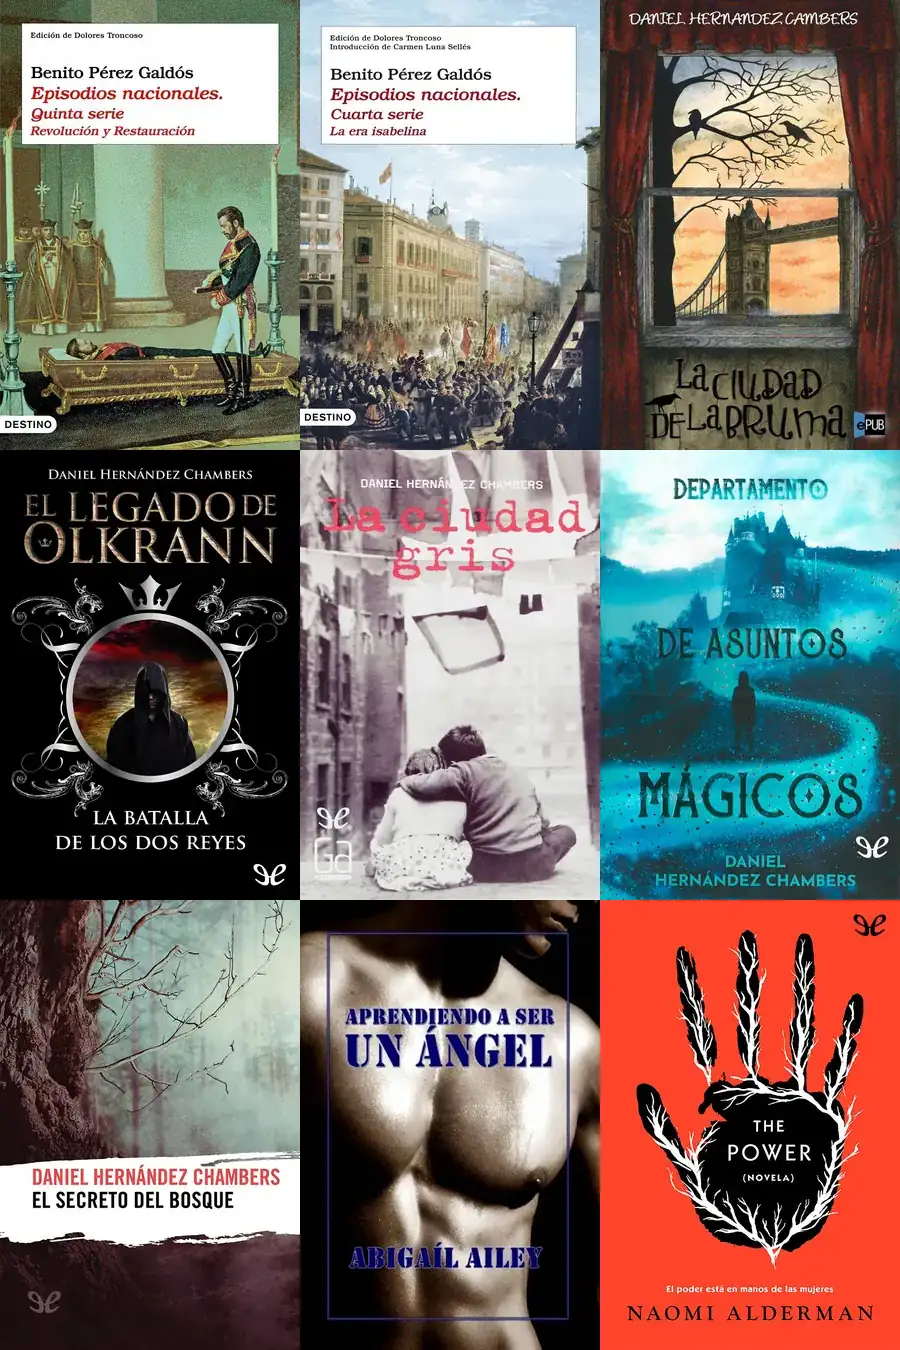 Edición de Dolores Troncoso
Benito Pérez Galdós
Episodios nacionales.
Quinta serie
Revolución y Restauración
DESTINO
Edición de Dolores Troncoso
Introducción de Carmen Luna Sellés
Benito Pérez Galdós
Episodios nacionales.
Cuarta serie
La era isabelina
DESTINO
DANIEL HERNANDEZ CAMBERS
La CIUDAD
DE LA BRUMA
ePUB
DANIEL HERNÁNDEZ CHAMBERS
EL LEGADO DE
OLKRANN
LA BATALLA
DE LOS DOS REYES
DANIEL HERNÁNDEZ CHAMBERS
La ciudad
gris
Ga
DEPARTAMENTO
DE ASUNTOS
MÁGICOS
DANIEL
HERNÁNDEZ CHAMBERS
DANIEL HERNÁNDEZ CHAMBERS
EL SECRETO DEL BOSQUE
APRENDIENDO A SER
UN ÁNGEL
ABIGAÍL AILEY
THE
POWER
(NOVELA)
El poder está en manos de las mujeres
NAOMI ALDERMAN